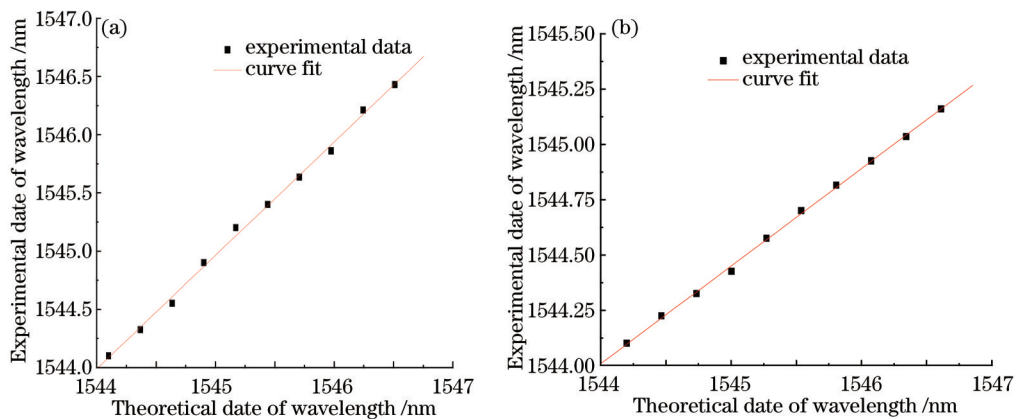 (a)
experimental data
curve fit
Experimental date of wavelength /nm
1547.0
1546.5
1546.0
1545.5
1545.0
1544.5
1544.0
1544 1545 1546 1547
Theoretical date of wavelength /nm
(b)
experimental data
curve fit
Experimental date of wavelength /nm
1545.50
1545.25
1545.00
1544.75
1544.50
1544.25
1544.00
1544 1545 1546 1547
Theoretical date of wavelength /nm